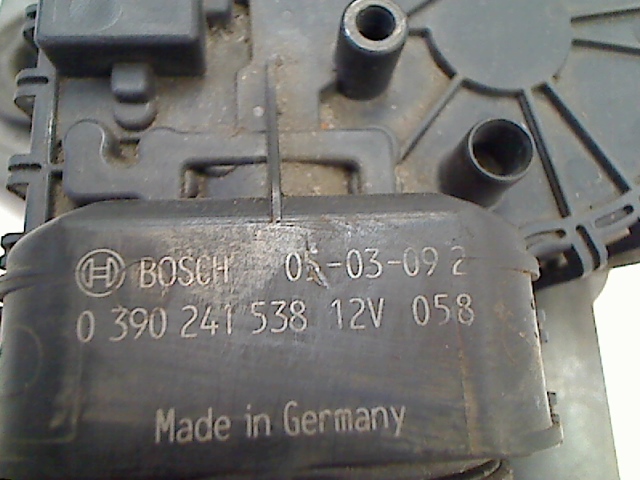 BOSCH 05-03-09 2
0 390 241 538 12V 058
Made in Germany